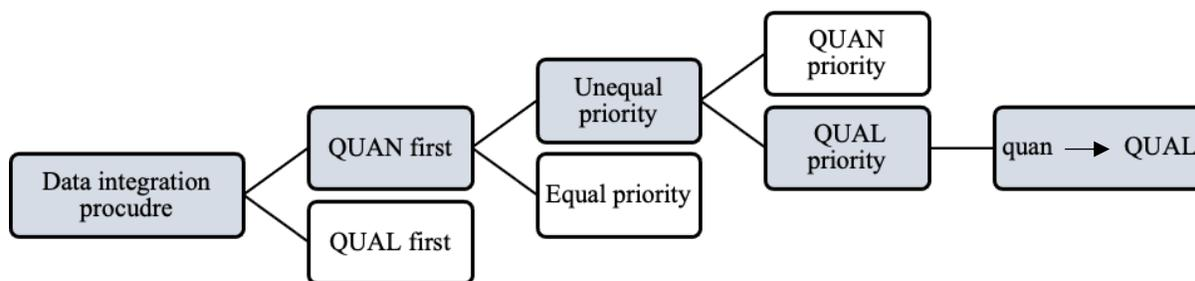 Data integration
procudre
QUAN first
QUAL first
Unequal
priority
Equal priority
QUAN
priority
QUAL
priority
quan → QUAL